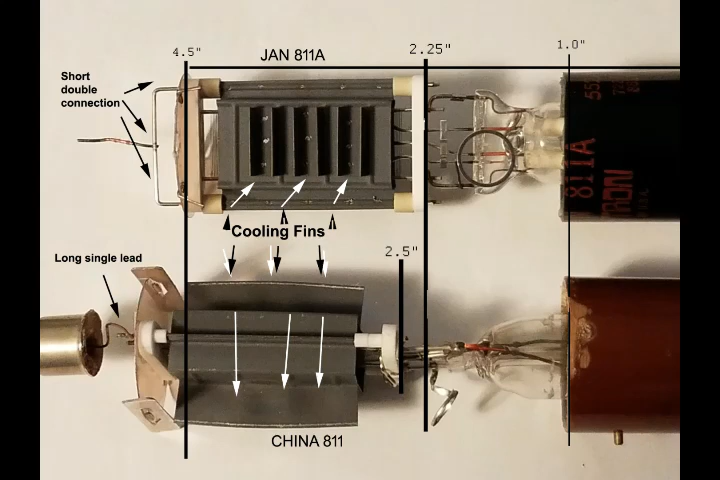 4.5"
JAN 811A
2.25"
1.0"
Short
double
connection
811A
Cooling Fins
Long single lead
2.5"
CHINA 811